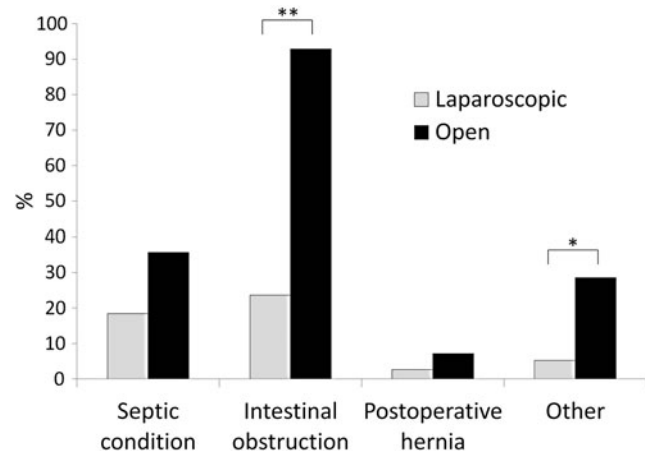 100
90
80
70
60
50
40
30
20
10
0
%
**
*
Laparoscopic
Open
Septic
condition
Intestinal
obstruction
Postoperative
hernia
Other